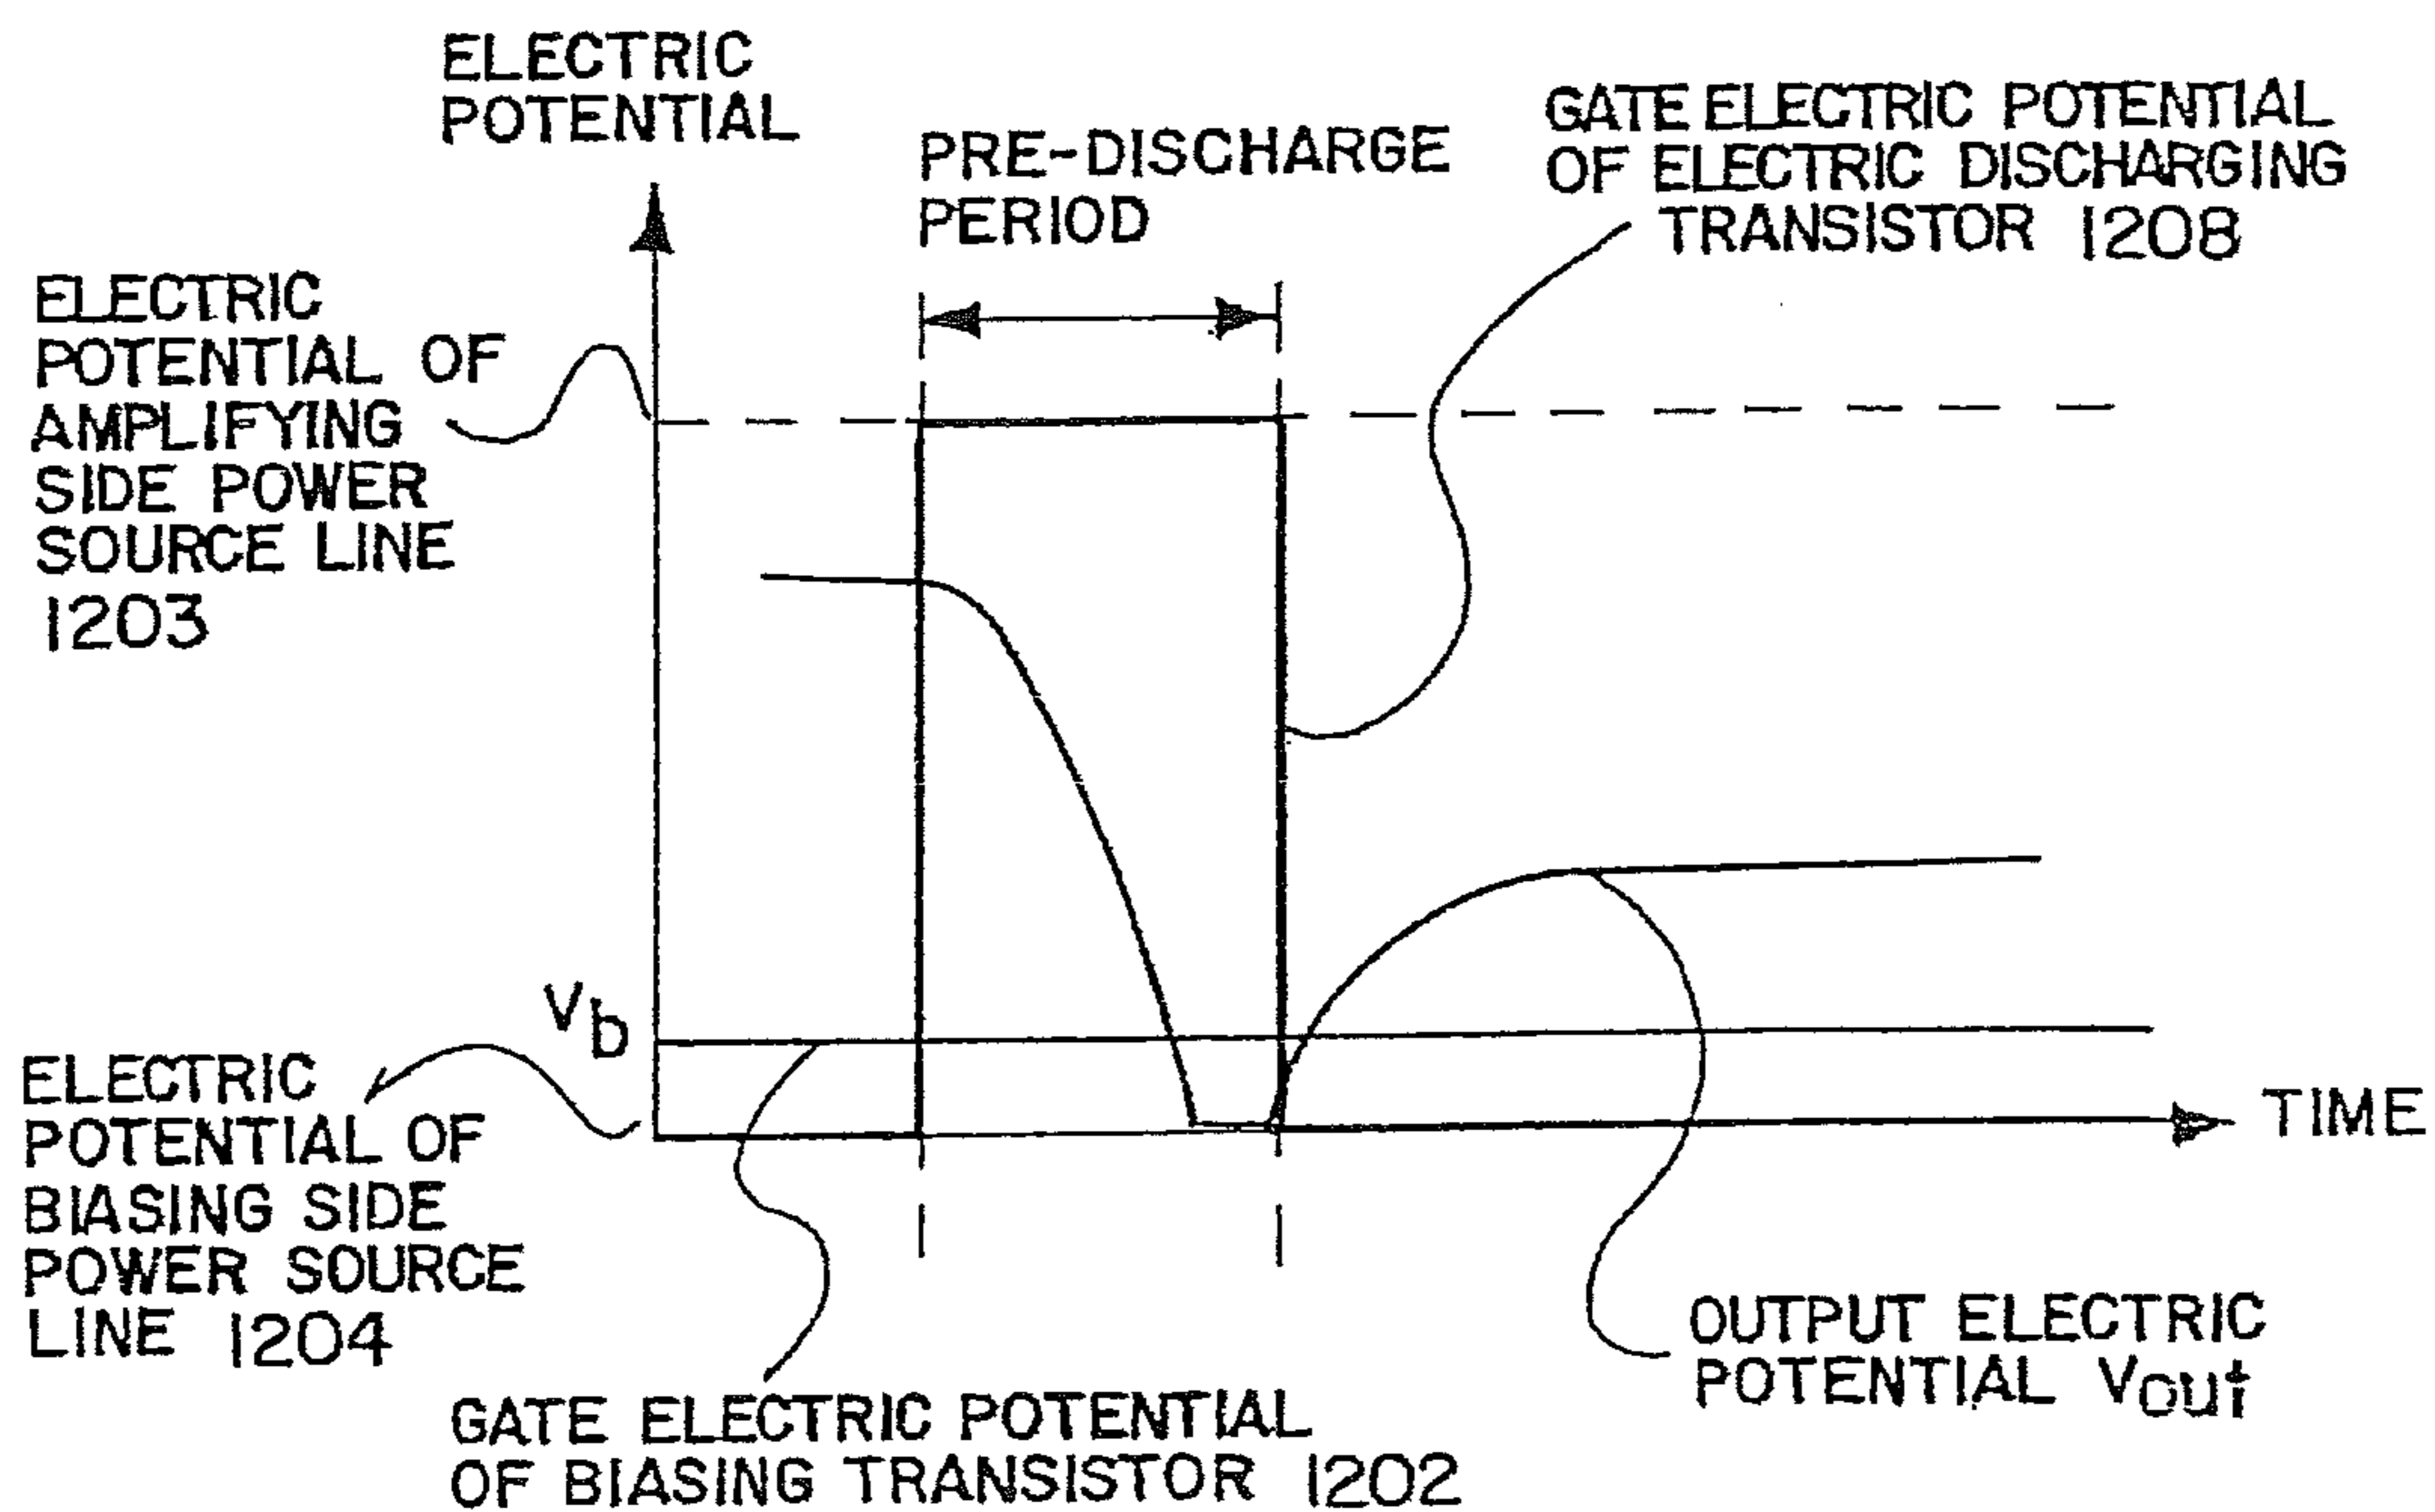 ELECTRIC
POTENTIAL
PRE-DISCHARGE
PERIOD
GATE ELECTRIC POTENTIAL
OF ELECTRIC DISCHARGING
TRANSISTOR 1208
ELECTRIC
POTENTIAL OF
AMPLIFYING
SIDE POWER
SOURCE LINE
1203
Vb
ELECTRIC
POTENTIAL OF
BIASING SIDE
POWER SOURCE
LINE 1204
TIME
OUTPUT ELECTRIC
POTENTIAL Vout
GATE ELECTRIC POTENTIAL
OF BIASING TRANSISTOR 1202